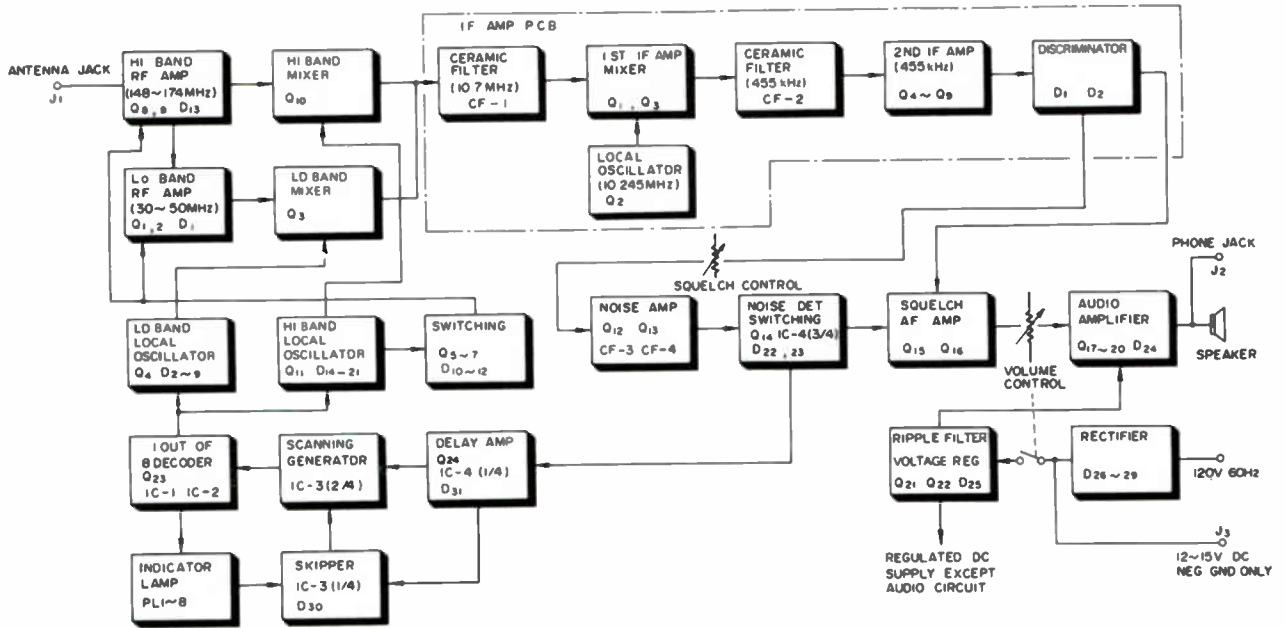 IF AMP PCB
ANTENNA JACK
J1
HI BAND
RF AMP
(148~174MHz)
Q8,9 D13
HI BAND
MIXER
Q10
CERAMIC
FILTER
(10.7MHz)
CF-1
1ST IF AMP
MIXER
Q1, Q3
CERAMIC
FILTER
(455kHz)
CF-2
2ND IF AMP
(455kHz)
Q4~Q9
DISCRIMINATOR
D1 D2
LOCAL
OSCILLATOR
(10.245MHz)
Q2
LO BAND
RF AMP
(30~50MHz)
Q1,2 D1
LO BAND
MIXER
Q3
SQUELCH CONTROL
PHONE JACK
J2
LO BAND
LOCAL
OSCILLATOR
Q4 D2~9
HI BAND
LOCAL
OSCILLATOR
Q11 D14-21
SWITCHING
Q5~7
D10~12
NOISE AMP
Q12 Q13
CF-3 CF-4
NOISE DET
SWITCHING
Q14 IC-4(3/4)
D22,23
SQUELCH
AF AMP
Q15 Q16
VOLUME
CONTROL
AUDIO
AMPLIFIER
Q17~20 D24
SPEAKER
1 OUT OF
8 DECODER
Q23
IC-1 IC-2
SCANNING
GENERATOR
IC-3(2/4)
DELAY AMP
Q24
IC-4 (1/4)
D31
RIPPLE FILTER
VOLTAGE REG
Q21 Q22 D25
RECTIFIER
D26~29
120V 60Hz
INDICATOR
LAMP
PL1~8
SKIPPER
IC-3(1/4)
D30
REGULATED DC
SUPPLY EXCEPT
AUDIO CIRCUIT
J3
12~15V DC
NEG GND ONLY